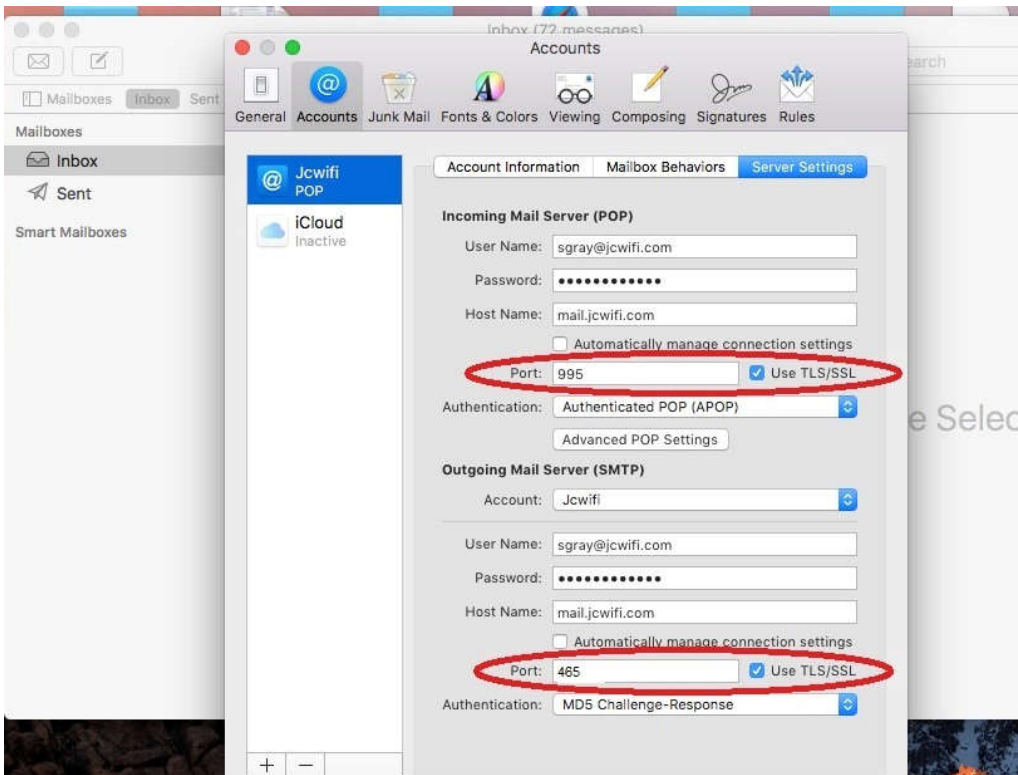 Inbox (72 messages)
Accounts
earch
Mailboxes Inbox Sent
General Accounts Junk Mail Fonts & Colors Viewing Composing Signatures Rules
Mailboxes
Inbox
Sent
Smart Mailboxes
Jcwifi
POP
iCloud
Inactive
Account Information Mailbox Behaviors Server Settings
Incoming Mail Server (POP)
User Name: sgray@jcwifi.com
Password: ••••••••••••
Host Name: mail.jcwifi.com
Automatically manage connection settings
Port: 995 Use TLS/SSL
Authentication: Authenticated POP (APOP)
Advanced POP Settings
e Selec
Outgoing Mail Server (SMTP)
Account: Jcwifi
User Name: sgray@jcwifi.com
Password: ••••••••••••
Host Name: mail.jcwifi.com
Automatically manage connection settings
Port: 465 Use TLS/SSL
Authentication: MD5 Challenge-Response